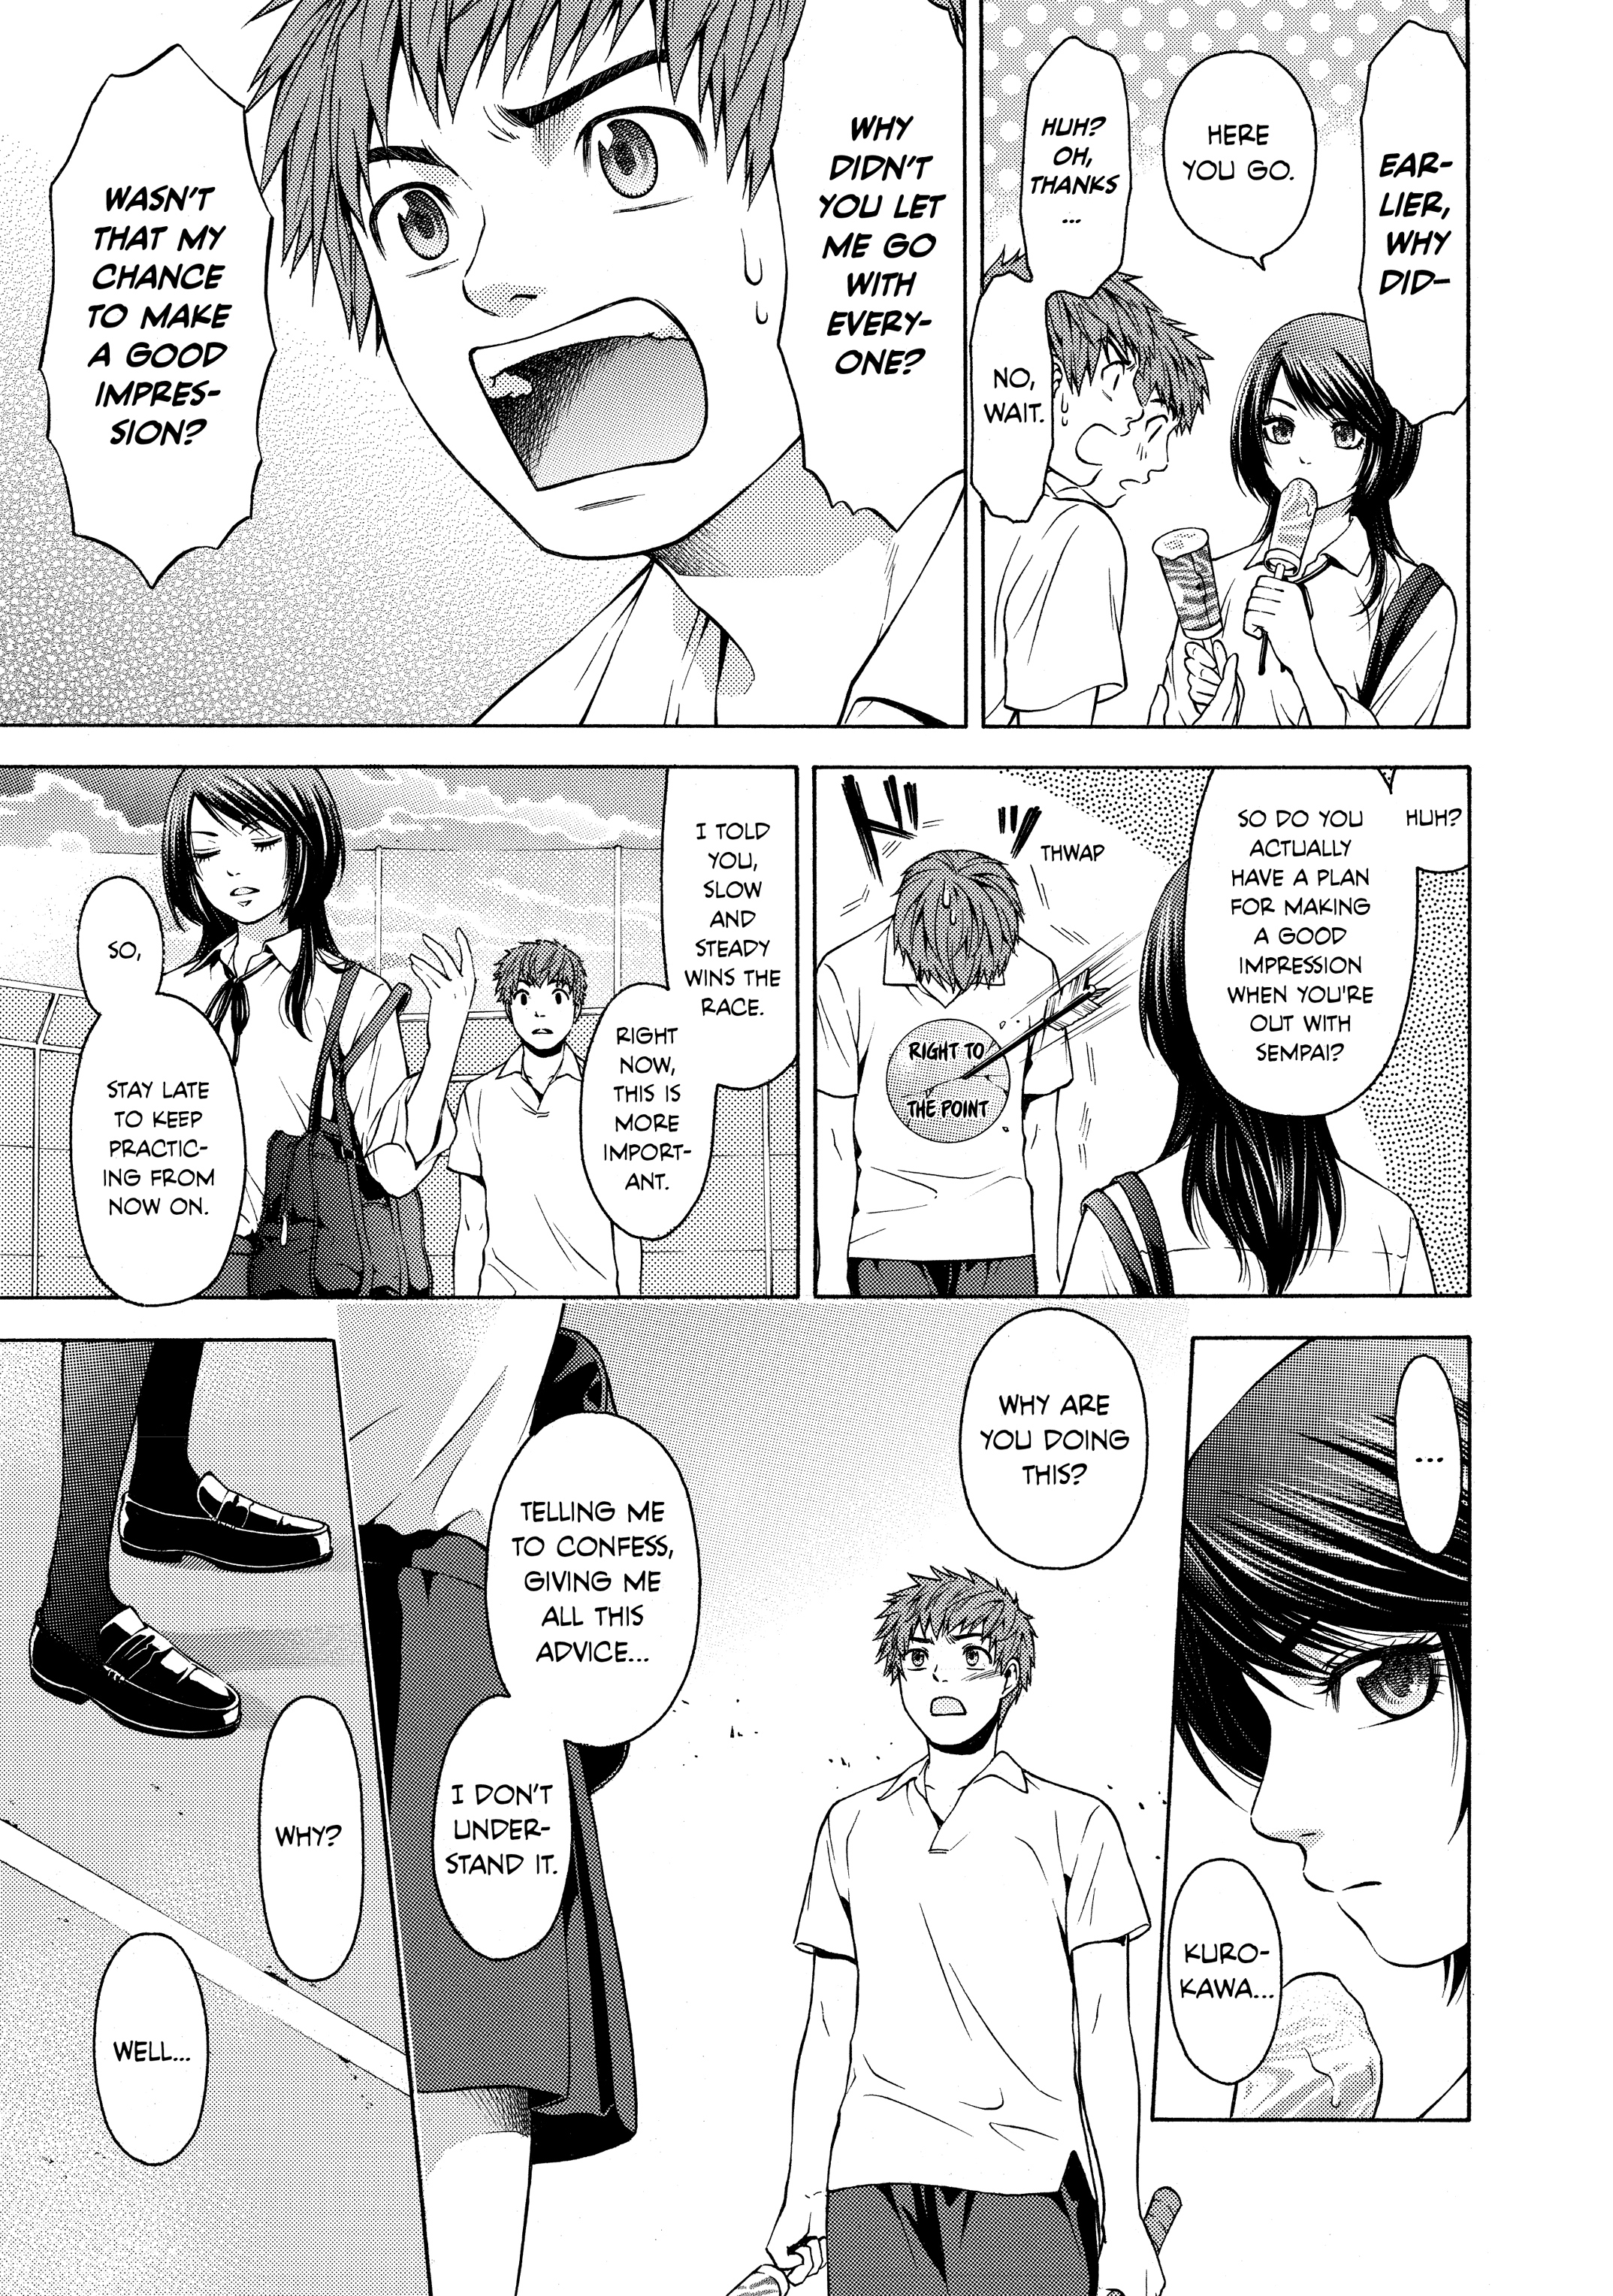 EAR-
LIER,
WHY
DID-
HERE
YOU GO.
HUH?
OH,
THANKS
...
NO,
WAIT.
WHY
DIDN'T
YOU LET
ME GO
WITH
EVERY-
ONE?
WASN'T
THAT MY
CHANCE
TO MAKE
A GOOD
IMPRES-
SION?
HUH?
SO DO YOU
ACTUALLY
HAVE A PLAN
FOR MAKING
A GOOD
IMPRESSION
WHEN YOU'RE
OUT WITH
SEMPAI?
ドッ
THWAP
RIGHT TO
THE POINT
I TOLD
YOU,
SLOW
AND
STEADY
WINS THE
RACE.
RIGHT
NOW,
THIS IS
MORE
IMPORT-
ANT.
SO,
STAY LATE
TO KEEP
PRACTIC-
ING FROM
NOW ON.
...
KURO-
KAWA...
WHY ARE
YOU DOING
THIS?
TELLING ME
TO CONFESS,
GIVING ME
ALL THIS
ADVICE...
I DON'T
UNDER-
STAND IT.
WHY?
WELL...